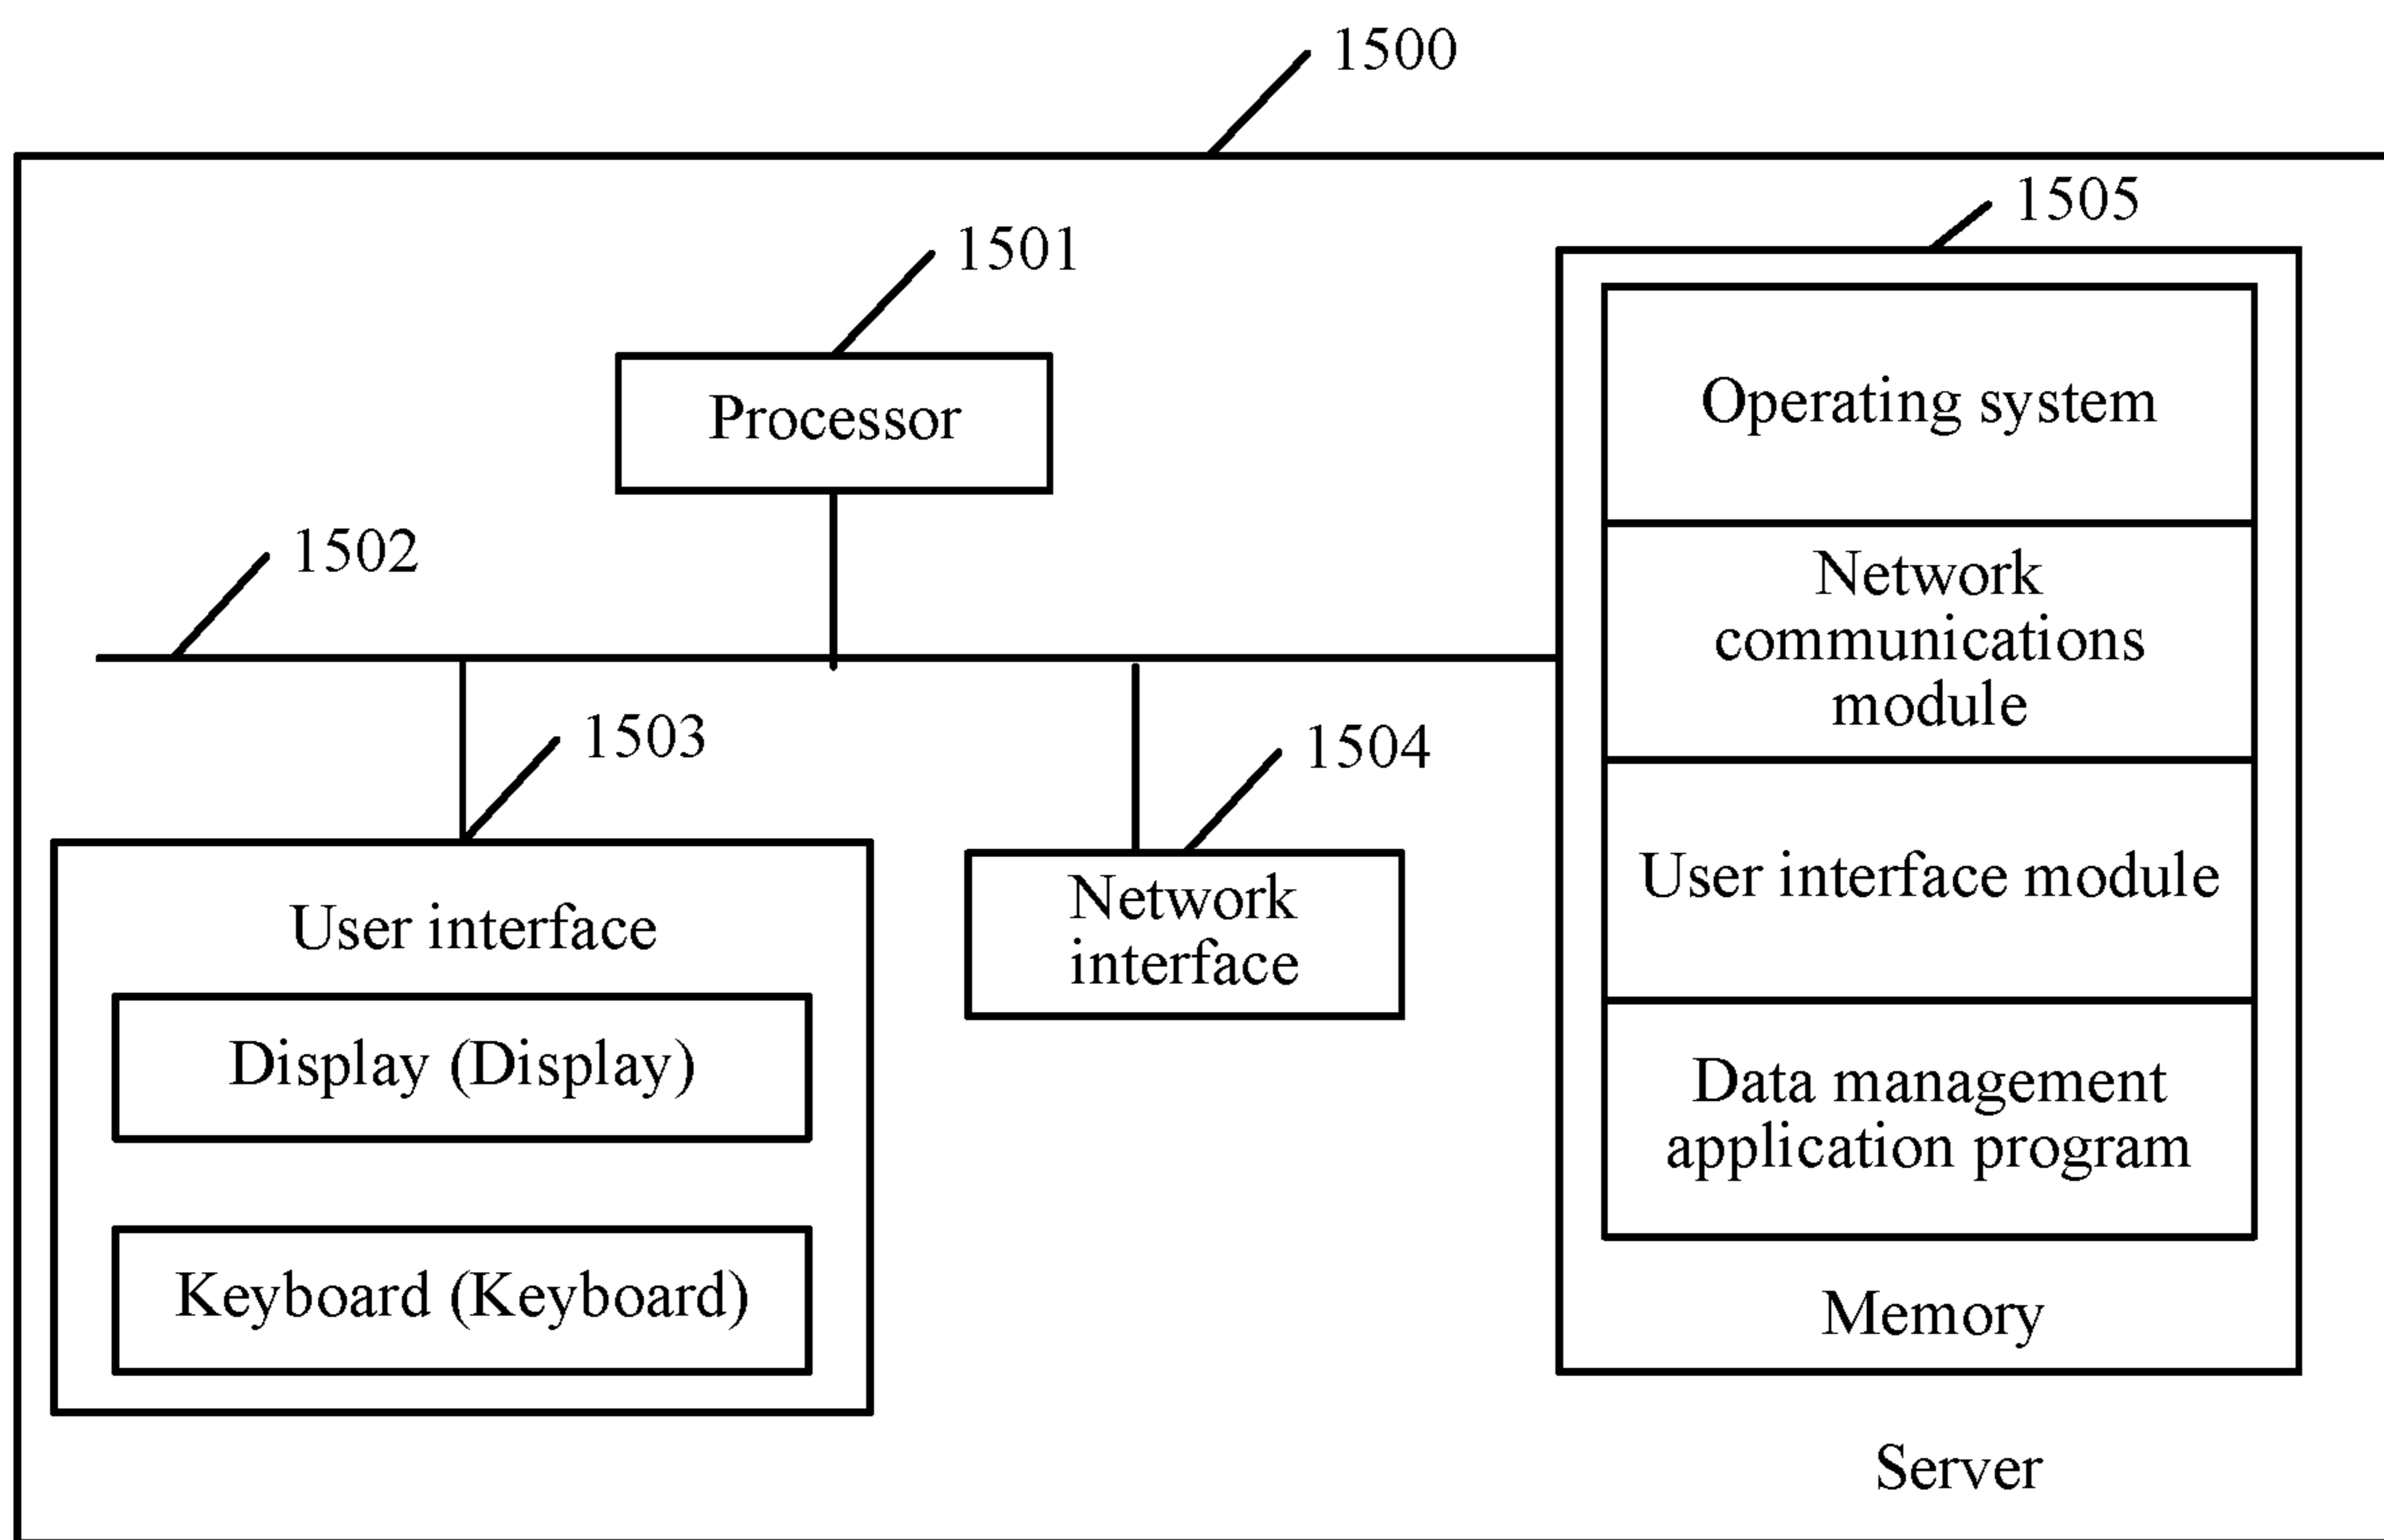 1500
1505
1501
Processor
Operating system
1502
Network
communications
module
1503
1504
User interface module
User interface
Network
interface
Display (Display)
Data management
application program
Keyboard (Keyboard)
Memory
Server